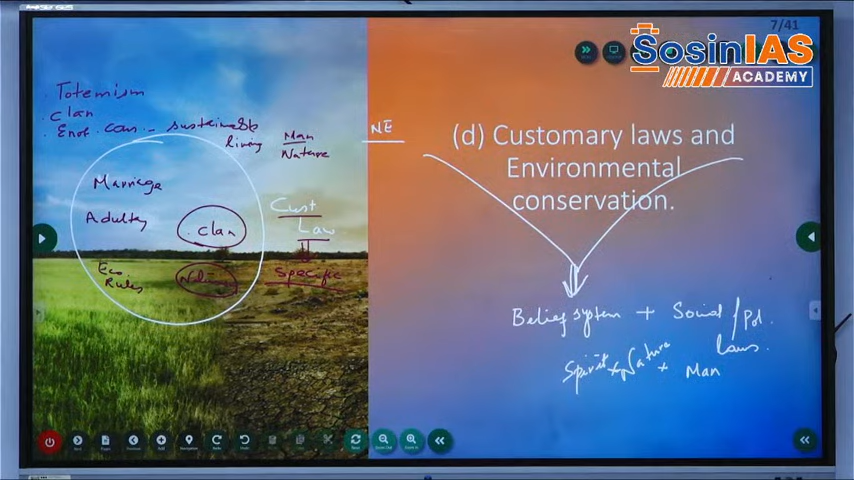 7/41
SosinIAS
ACADEMY
Totemism
Clan
Env. Con - sustainable
living Man
Nature
NE
(d) Customary laws and
Environmental
conservation.
Marriage
Adultry
clan
Cust
Law
Eco
Rules
Specific
Belief system + Social / Pol.
laws.
Spirit x Nature x Man